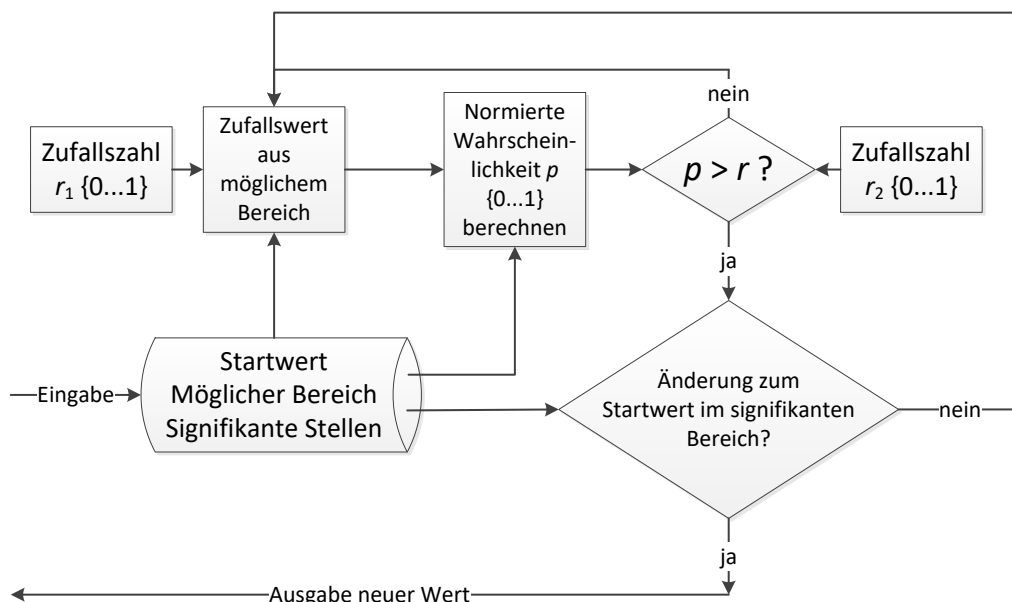 nein
Zufallszahl
r₁ {0...1}
Zufallswert
aus
möglichem
Bereich
Normierte
Wahrschein-
lichkeit p
{0...1}
berechnen
p > r ?
Zufallszahl
r₂ {0...1}
ja
Eingabe
Startwert
Möglicher Bereich
Signifikante Stellen
Änderung zum
Startwert im signifikanten
Bereich?
nein
ja
Ausgabe neuer Wert